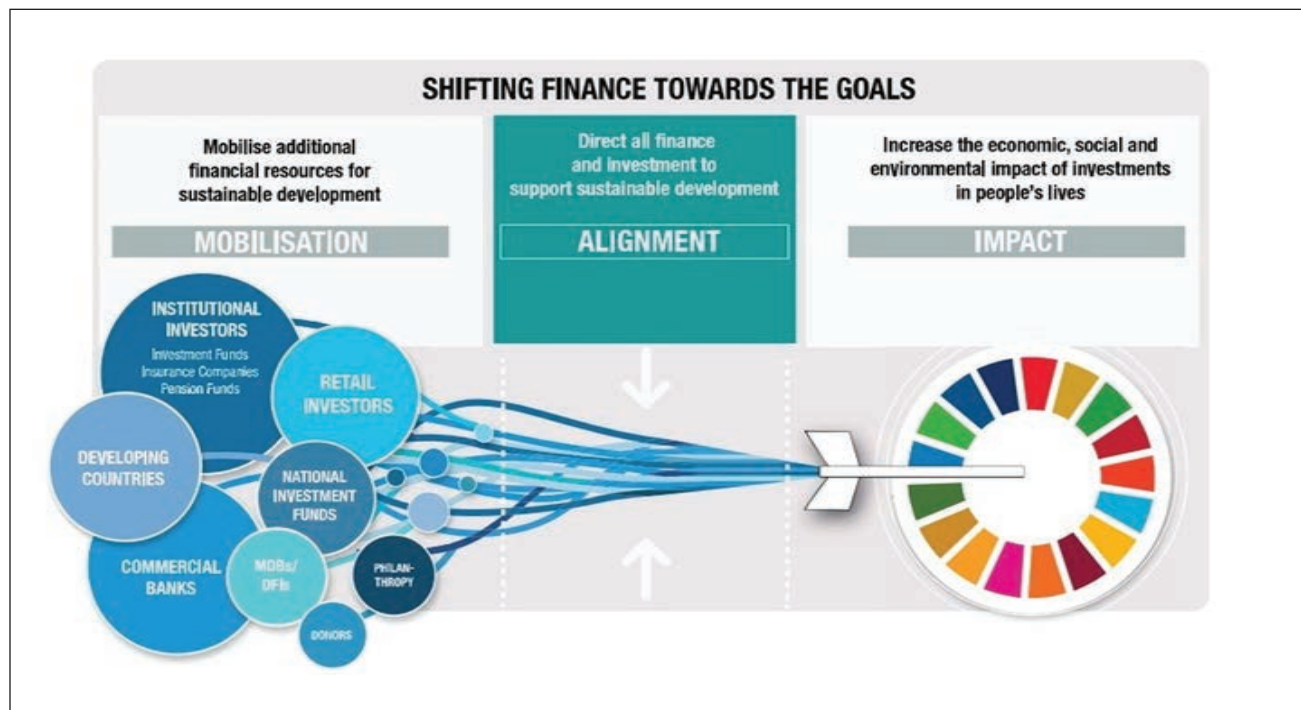 SHIFTING FINANCE TOWARDS THE GOALS
Mobilise additional
financial resources for
sustainable development
MOBILISATION
Direct all finance
and investment to
support sustainable development
ALIGNMENT
Increase the economic, social and
environmental impact of investments
in people's lives
IMPACT
INSTITUTIONAL
INVESTORS
Investment Funds
Insurance Companies
Pension Funds
RETAIL
INVESTORS
DEVELOPING
COUNTRIES
NATIONAL
INVESTMENT
FUNDS
COMMERCIAL
BANKS
MDBs/
DFIs
PHILAN-
THROPY
DONORS